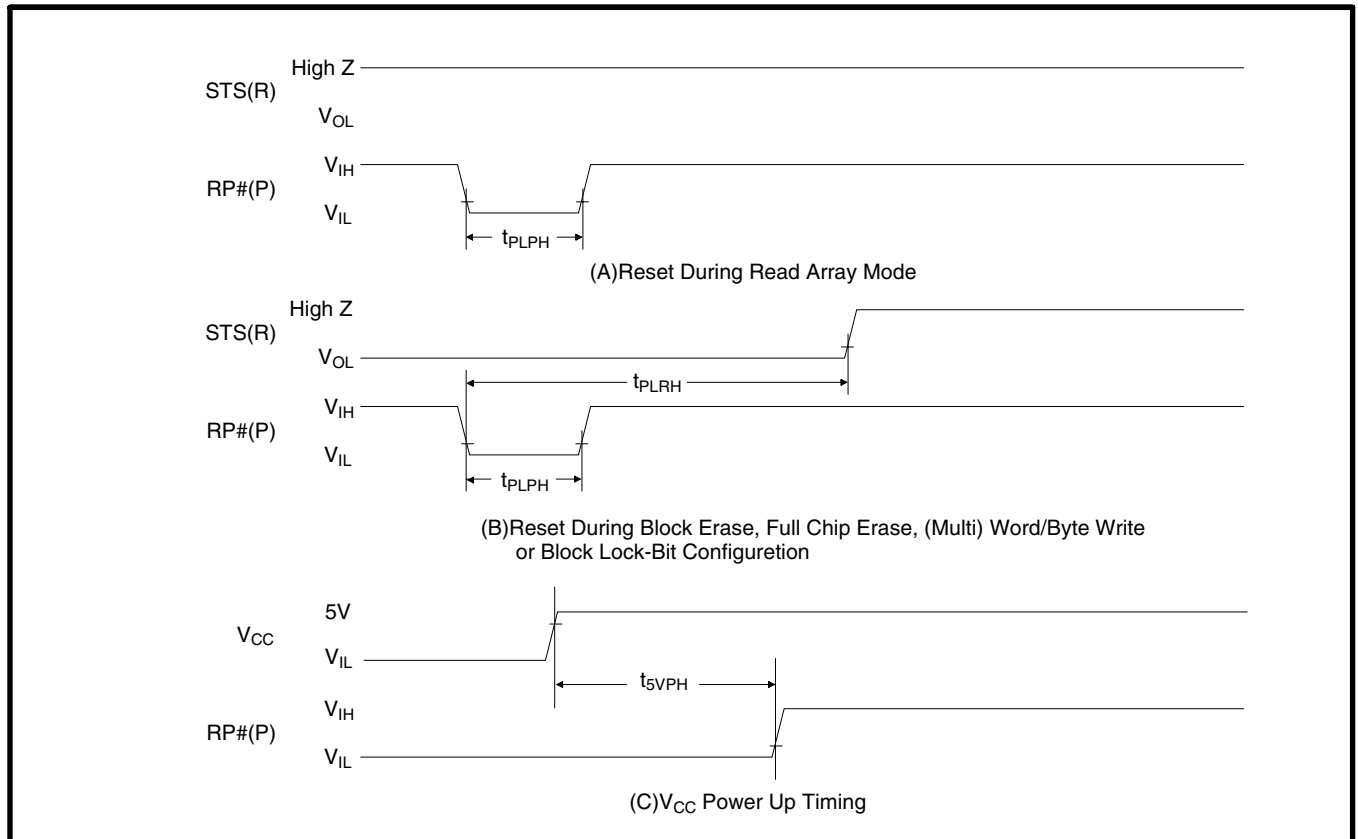 High Z
STS(R)
VOL
VIH
RP#(P)
VIL
tPLPH
(A)Reset During Read Array Mode
High Z
STS(R)
VOL
tPLRH
VIH
RP#(P)
VIL
tPLPH
(B)Reset During Block Erase, Full Chip Erase, (Multi) Word/Byte Write
or Block Lock-Bit Configuretion
5V
VCC
VIL
t5VPH
VIH
RP#(P)
VIL
(C)VCC Power Up Timing